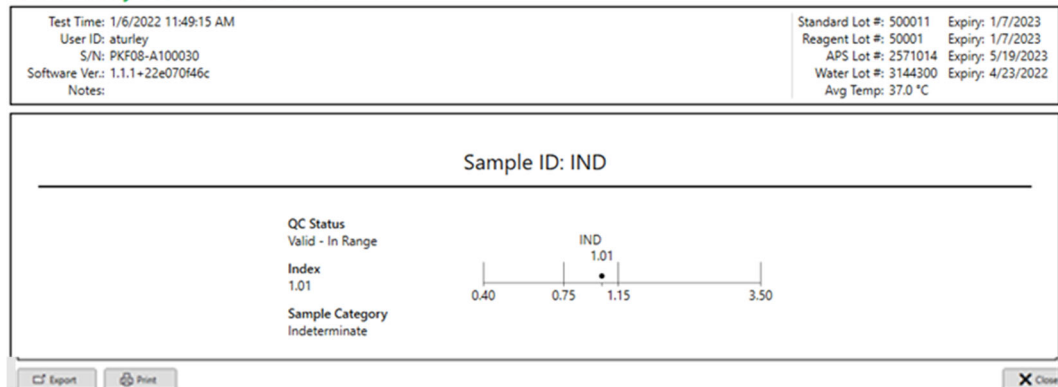 Test Time: 1/6/2022 11:49:15 AM
User ID: aturley
S/N: PKF08-A100030
Software Ver.: 1.1.1+22e070f46c
Notes:
Standard Lot #: 500011 Expiry: 1/7/2023
Reagent Lot #: 50001 Expiry: 1/7/2023
APS Lot #: 2571014 Expiry: 5/19/2023
Water Lot #: 3144300 Expiry: 4/23/2022
Avg Temp: 37.0 °C
Sample ID: IND
QC Status
Valid - In Range
Index
1.01
Sample Category
Indeterminate
IND
1.01
0.40 0.75 1.15 3.50
Export Print Close